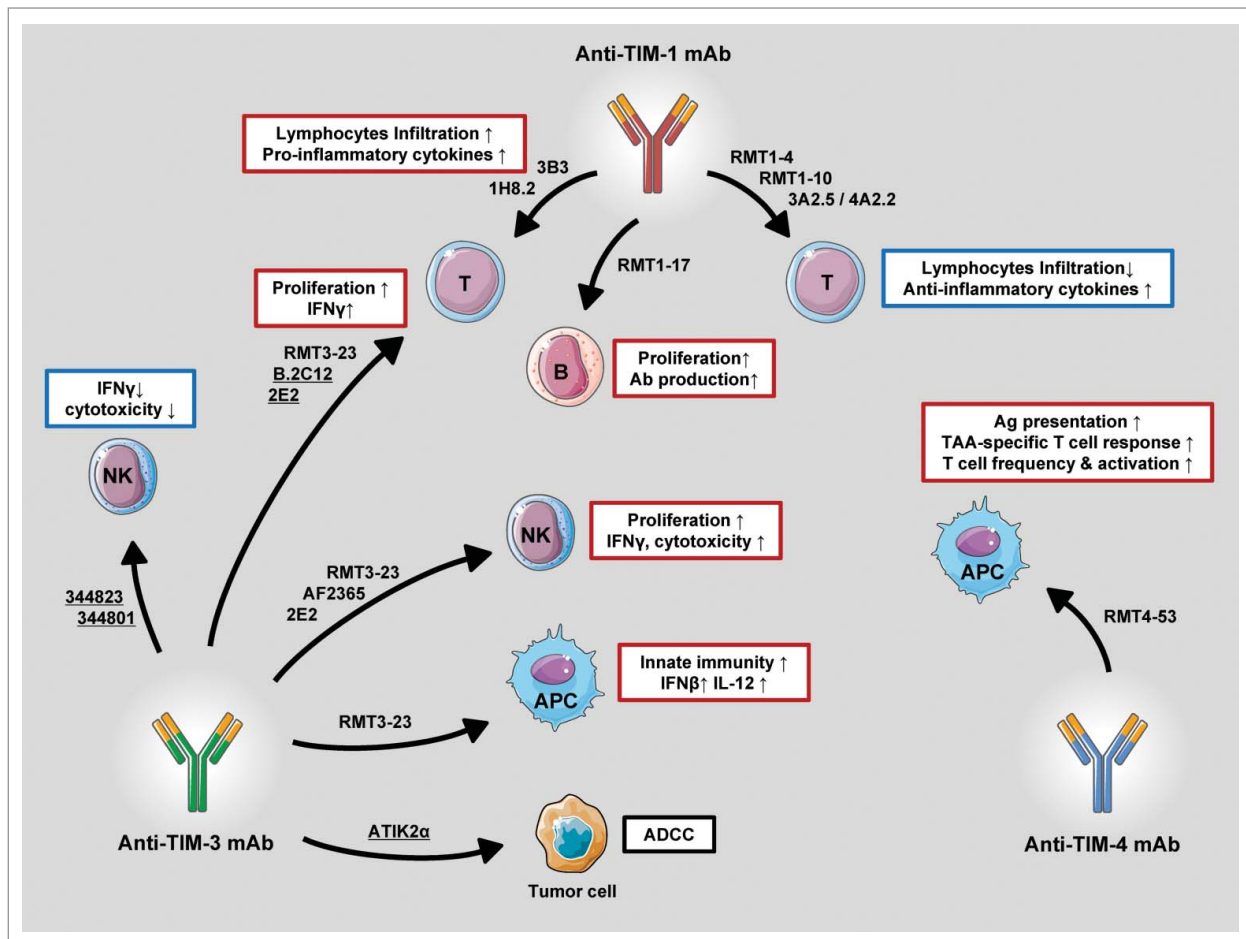 Anti-TIM-1 mAb
Lymphocytes Infiltration ↑
Pro-inflammatory cytokines ↑
3B3
1H8.2
RMT1-4
RMT1-10
3A2.5 / 4A2.2
RMT1-17
T
T
Lymphocytes Infiltration↓
Anti-inflammatory cytokines ↑
Proliferation ↑
IFNγ↑
B
Proliferation↑
Ab production↑
RMT3-23
B.2C12
2E2
IFNγ↓
cytotoxicity ↓
NK
Ag presentation ↑
TAA-specific T cell response ↑
T cell frequency & activation ↑
NK
Proliferation ↑
IFNγ, cytotoxicity ↑
APC
RMT3-23
AF2365
2E2
344823
344801
RMT4-53
APC
Innate immunity ↑
IFNβ↑ IL-12 ↑
RMT3-23
Anti-TIM-3 mAb
ATIK2α
ADCC
Tumor cell
Anti-TIM-4 mAb